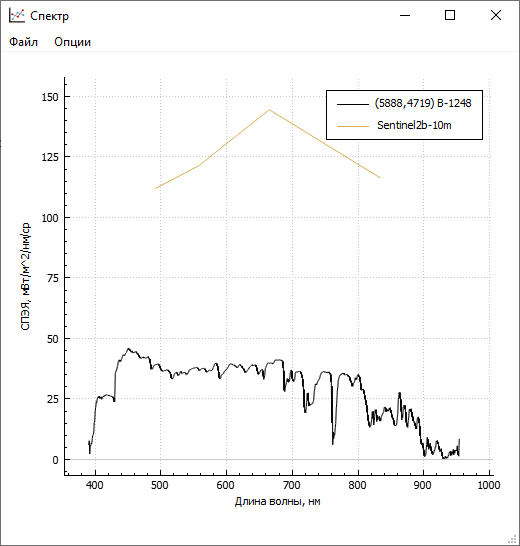 Спектр
Файл Опции
(5888,4719) B-1248
Sentinel2b-10m
150
125
100
75
50
25
0
СПЭЯ, мВт/м^2/нм/ср
400 500 600 700 800 900 1000
Длина волны, нм